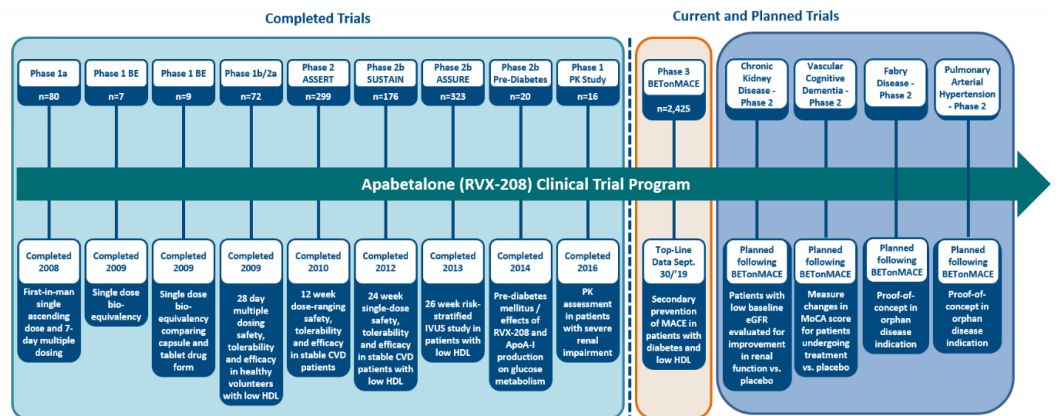 Completed Trials
Current and Planned Trials
Phase 1a
n=80
Phase 1 BE
n=7
Phase 1 BE
n=9
Phase 1b/2a
n=72
Phase 2
ASSERT
n=299
Phase 2b
SUSTAIN
n=176
Phase 2b
ASSURE
n=323
Phase 2b
Pre-Diabetes
n=20
Phase 1
PK Study
n=16
Phase 3
BETonMACE
n=2,425
Chronic
Kidney
Disease -
Phase 2
Vascular
Cognitive
Dementia -
Phase 2
Fabry
Disease -
Phase 2
Pulmonary
Arterial
Hypertension
- Phase 2
Apabetalone (RVX-208) Clinical Trial Program
Completed
2008
First-in-man
single
ascending
dose and 7-
day multiple
dosing
Completed
2009
Single dose
bio-
equivalency
Completed
2009
Single dose
bio-
equivalency
comparing
capsule and
tablet drug
form
Completed
2009
28 day
multiple
dosing
safety,
tolerability
and efficacy
in healthy
volunteers
with low HDL
Completed
2010
12 week
dose-ranging
safety,
tolerability
and efficacy
in stable CVD
patients
Completed
2012
24 week
single-dose
safety,
tolerability
and efficacy
in stable CVD
patients with
low HDL
Completed
2013
26 week risk-
stratified
IVUS study in
patients with
low HDL
Completed
2014
Pre-diabetes
mellitus /
effects of
RVX-208 and
ApoA-I
production
on glucose
metabolism
Completed
2016
PK
assessment
in patients
with severe
renal
impairment
Top-Line
Data Sept.
30/'19
Secondary
prevention
of MACE in
patients with
diabetes and
low HDL
Planned
following
BETonMACE
Patients with
low baseline
eGFR
evaluated for
improvement
in renal
function vs.
placebo
Planned
following
BETonMACE
Measure
changes in
MoCA score
for patients
undergoing
treatment
vs. placebo
Planned
following
BETonMACE
Proof-of-
concept in
orphan
disease
indication
Planned
following
BETonMACE
Proof-of-
concept in
orphan
disease
indication